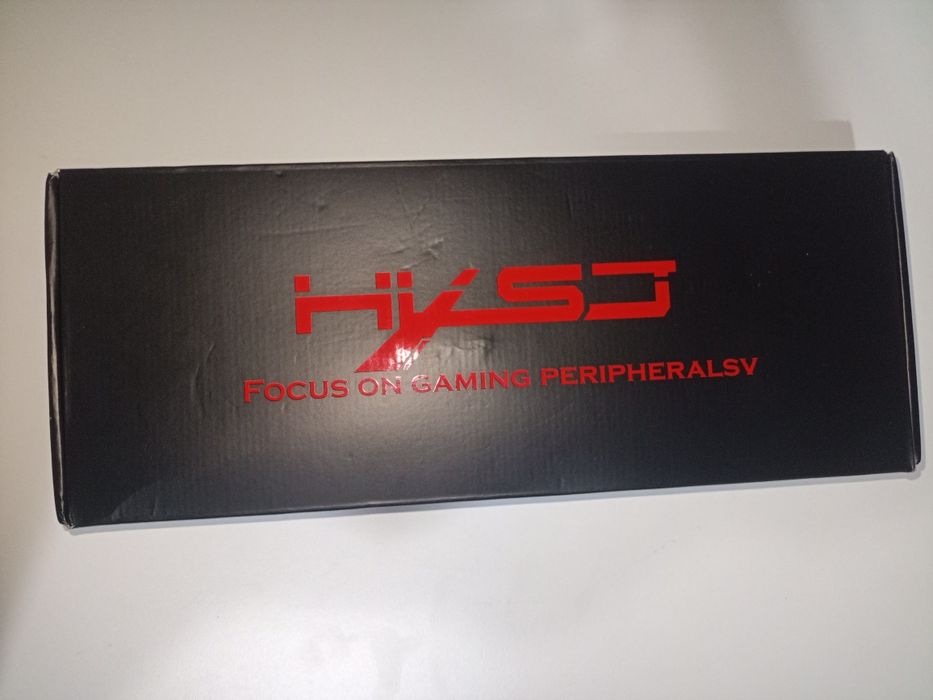 HXSJ
FOCUS ON GAMING PERIPHERALSV